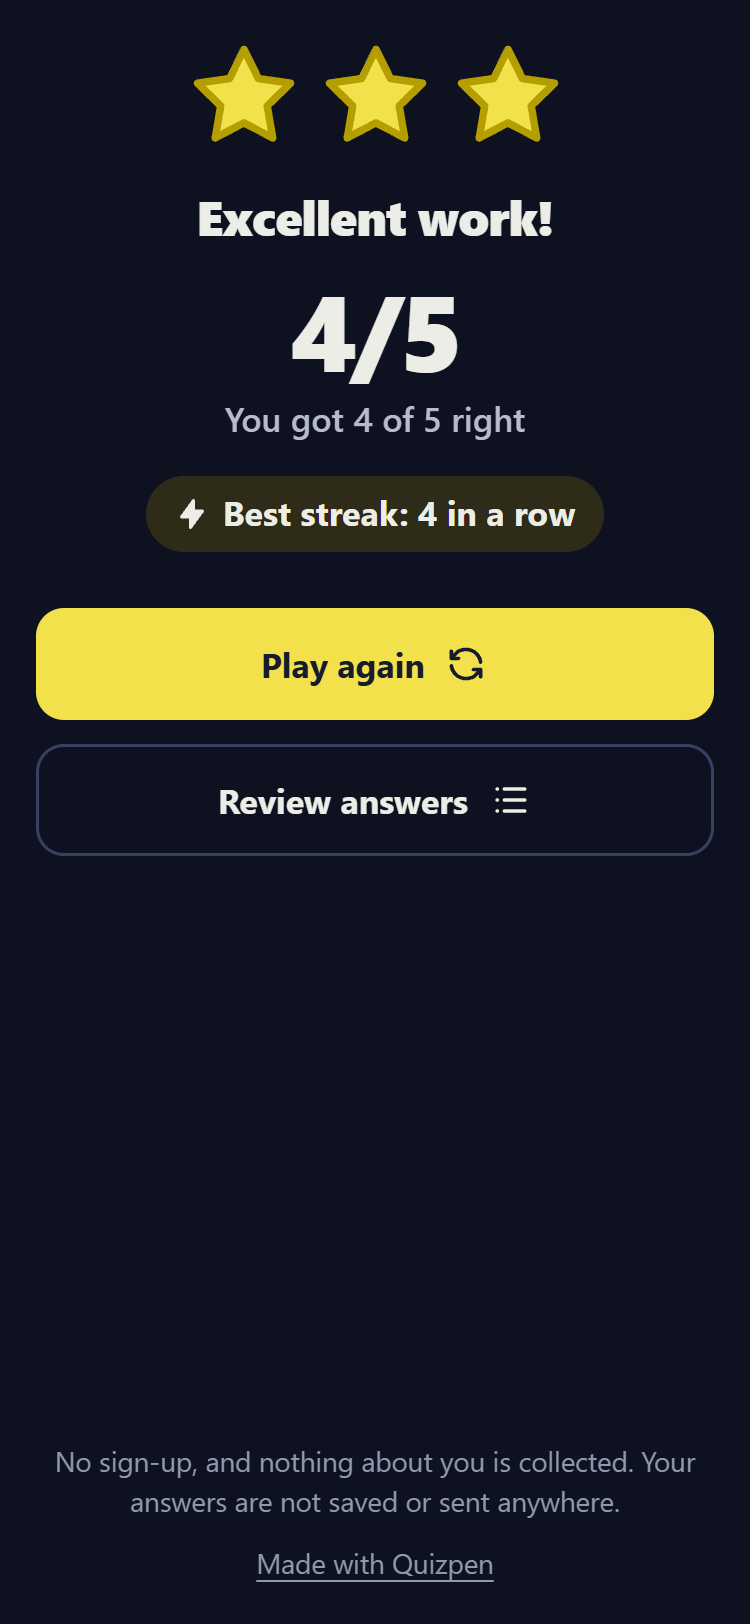 Excellent work!
4/5
You got 4 of 5 right
Best streak: 4 in a row
Play again
Review answers
No sign-up, and nothing about you is collected. Your
answers are not saved or sent anywhere.
Made with Quizpen